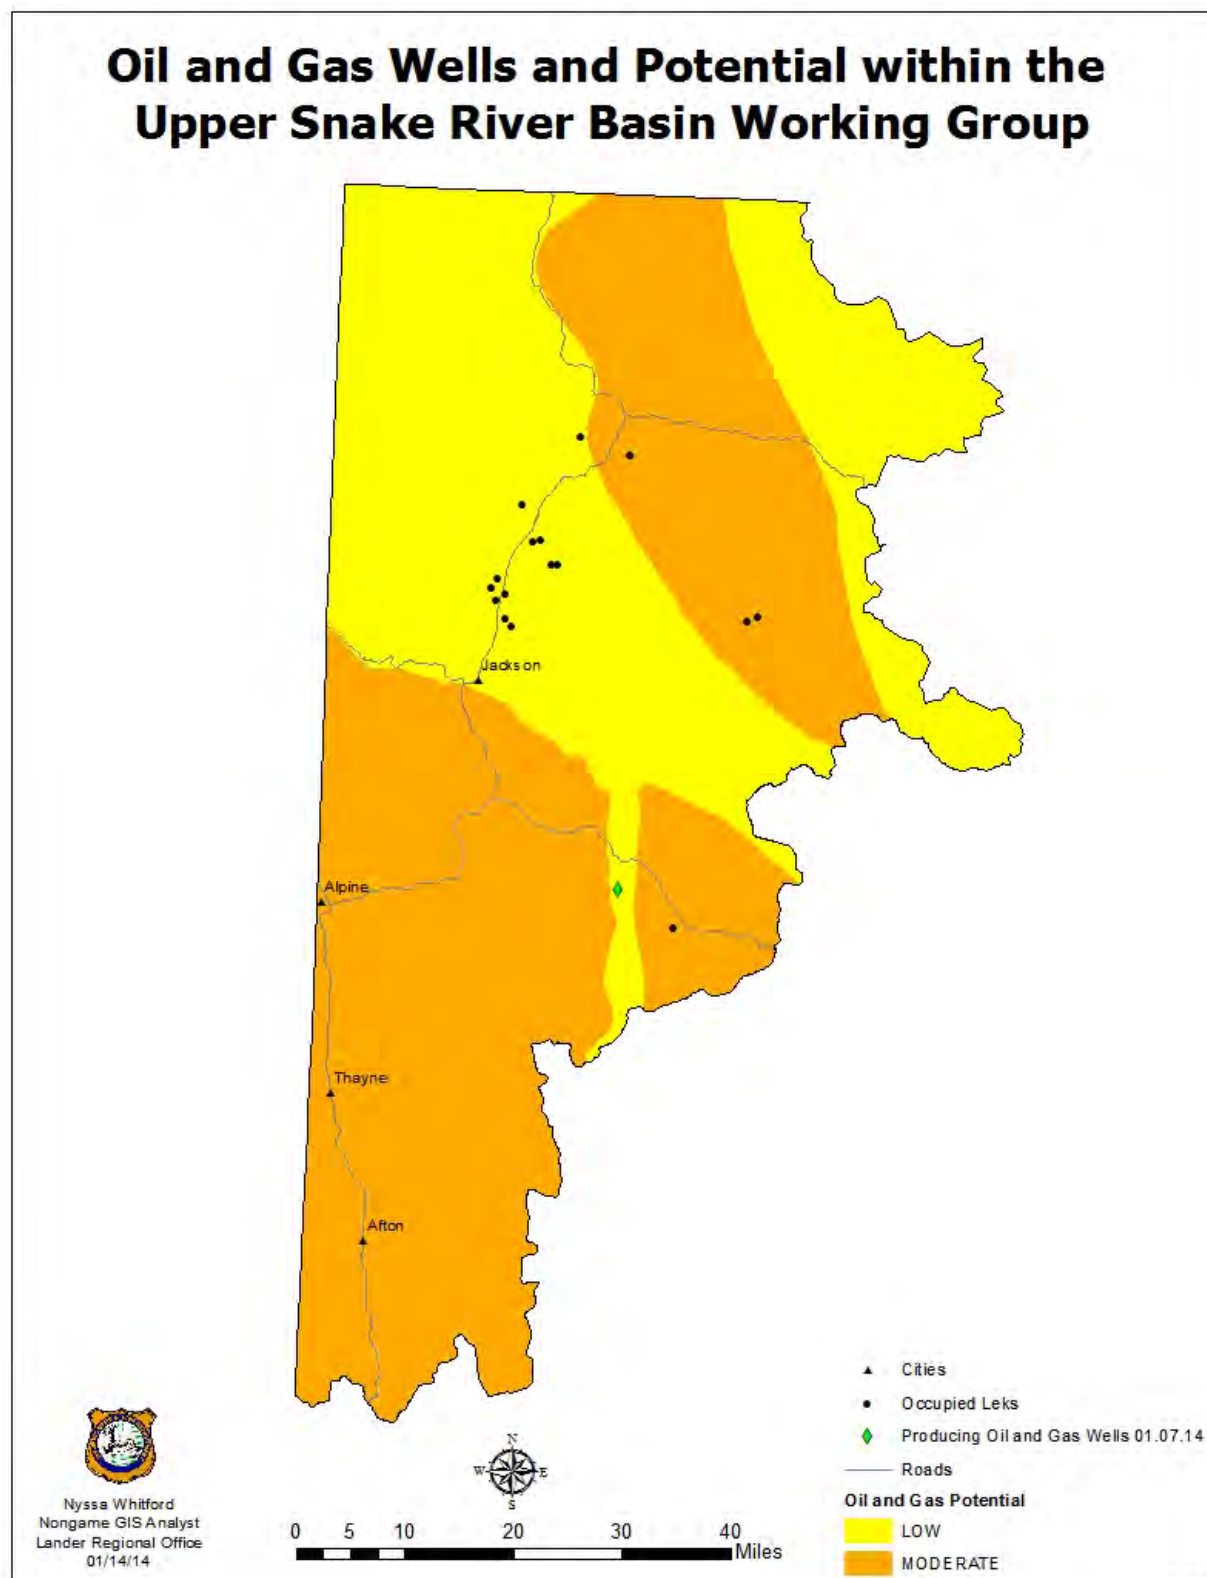 Oil and Gas Wells and Potential within the
Upper Snake River Basin Working Group
Jackson
Alpine
Thayne
Afton
Cities
Occupied Leks
Producing Oil and Gas Wells 01.07.14
Roads
Oil and Gas Potential
LOW
MODERATE
N
W E
S
Nyssa Whitford
Nongame GIS Analyst
Lander Regional Office
01/14/14
0 5 10 20 30 40
Miles